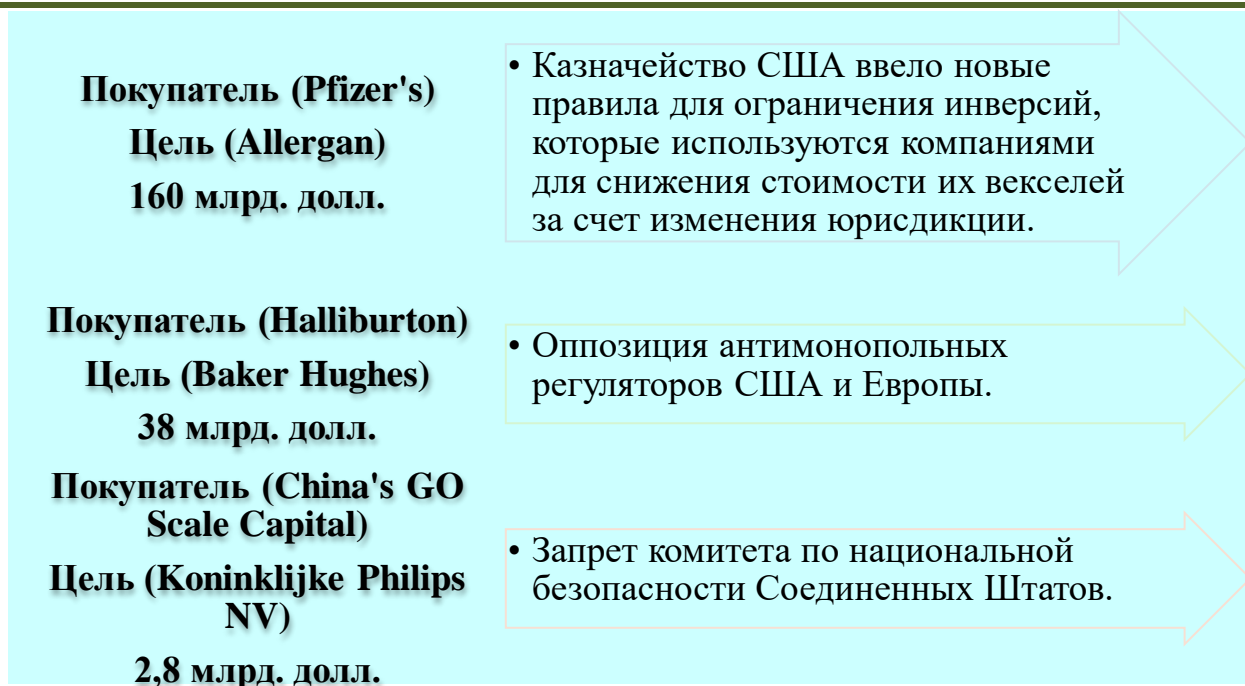 Покупатель (Pfizer's)
Цель (Allergan)
160 млрд. долл.
• Казначейство США ввело новые
правила для ограничения инверсий,
которые используются компаниями
для снижения стоимости их векселей
за счет изменения юрисдикции.
Покупатель (Halliburton)
Цель (Baker Hughes)
38 млрд. долл.
• Оппозиция антимонопольных
регуляторов США и Европы.
Покупатель (China's GO
Scale Capital)
Цель (Koninklijke Philips
NV)
2,8 млрд. долл.
• Запрет комитета по национальной
безопасности Соединенных Штатов.